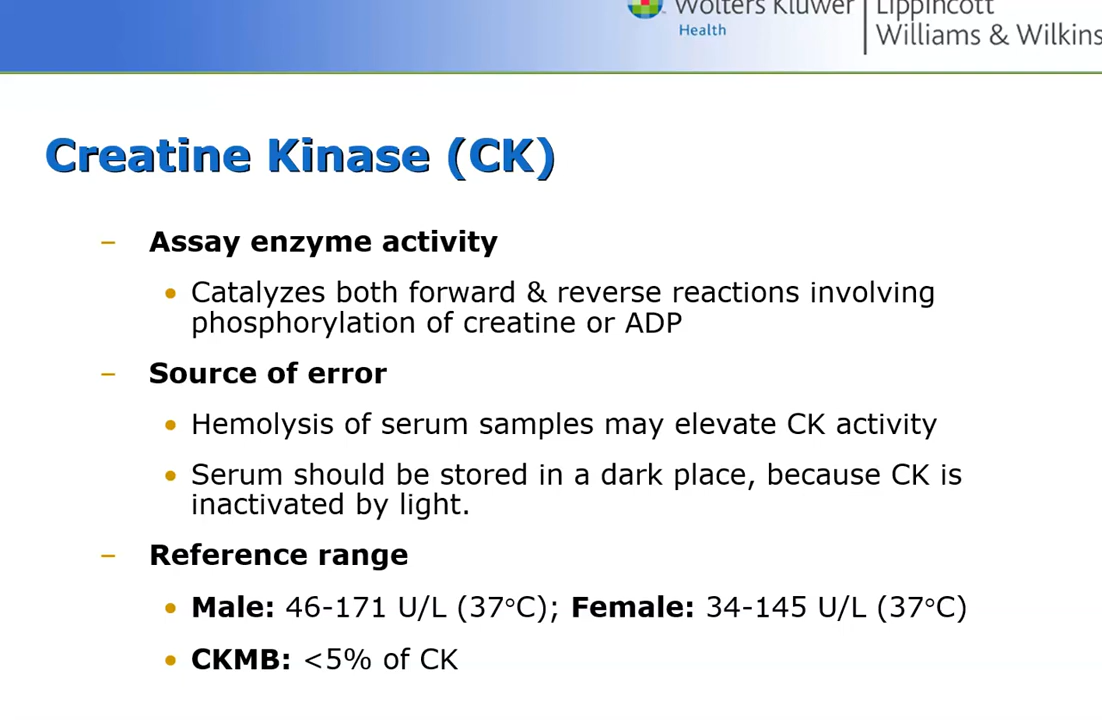 Wolters Kluwer
Health
Lippincott
Williams & Wilkins
Creatine Kinase (CK)
– Assay enzyme activity
• Catalyzes both forward & reverse reactions involving
phosphorylation of creatine or ADP
– Source of error
• Hemolysis of serum samples may elevate CK activity
• Serum should be stored in a dark place, because CK is
inactivated by light.
– Reference range
• Male: 46-171 U/L (37°C); Female: 34-145 U/L (37°C)
• CKMB: <5% of CK